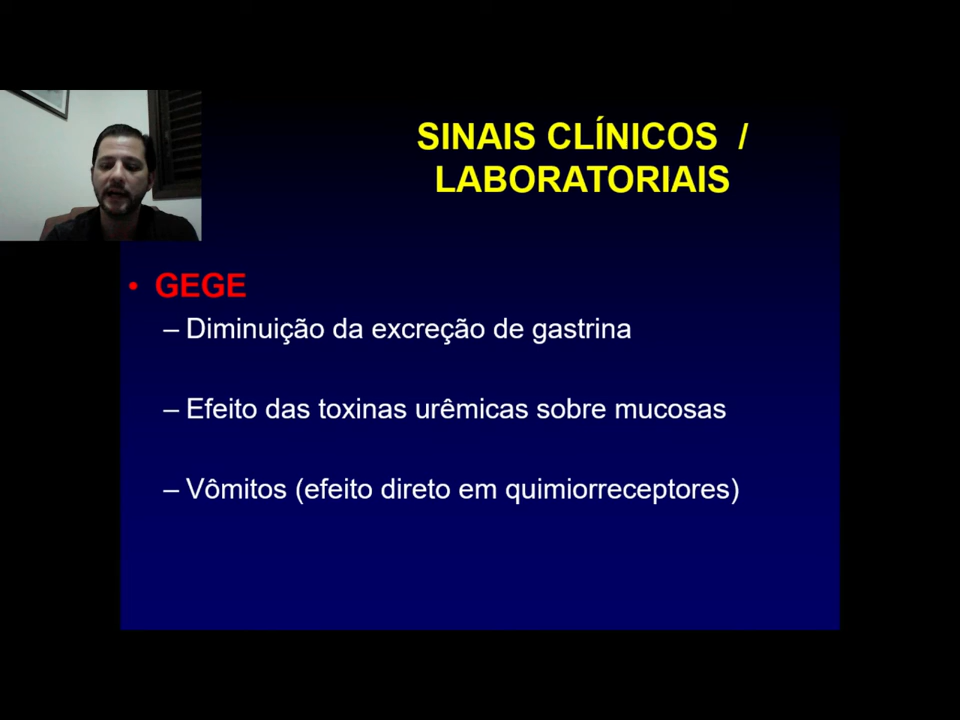 SINAIS CLÍNICOS /
LABORATORIAIS
• GEGE
– Diminuição da excreção de gastrina
– Efeito das toxinas urêmicas sobre mucosas
– Vômitos (efeito direto em quimiorreceptores)